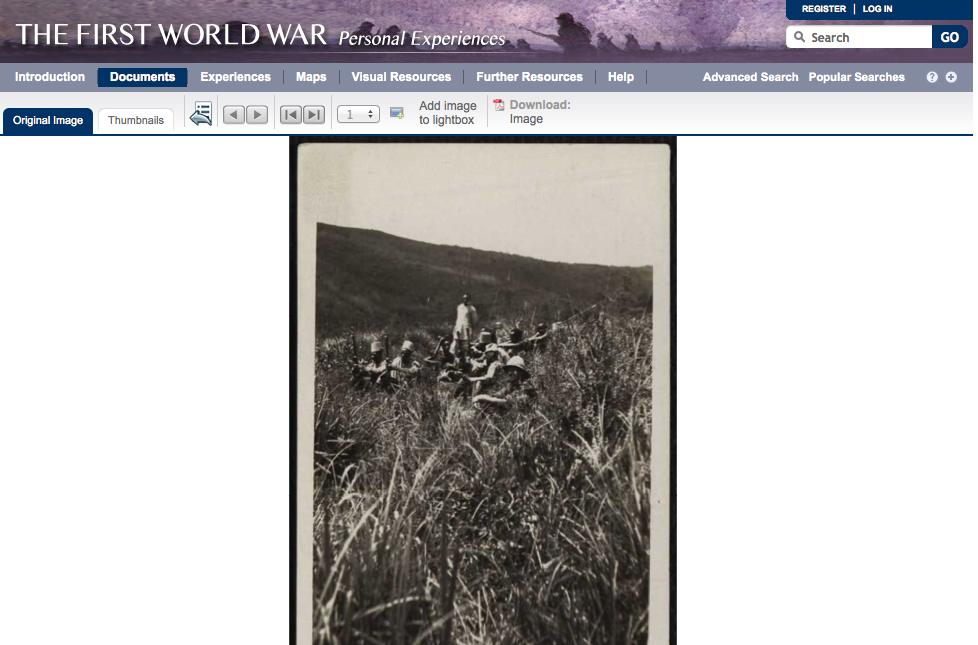 REGISTER | LOG IN
THE FIRST WORLD WAR Personal Experiences
Search GO
Introduction Documents Experiences Maps Visual Resources Further Resources Help Advanced Search Popular Searches ? +
Original Image Thumbnails 1
Add image
to lightbox
Download:
Image